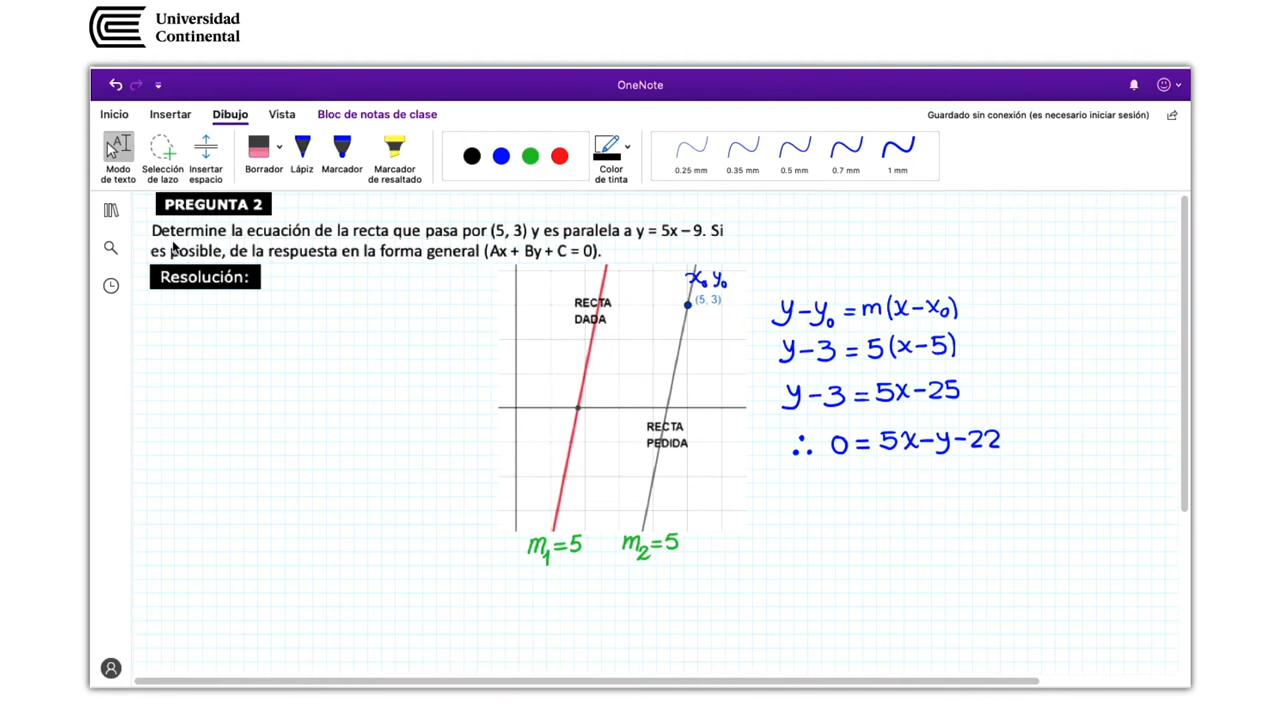 Universidad
Continental
OneNote
Inicio Insertar Dibujo Vista Bloc de notas de clase
Guardado sin conexión (es necesario iniciar sesión)
Modo
de texto
Selección
de lazo
Insertar
espacio
Borrador
Lápiz
Marcador
Marcador
de resaltado
Color
de tinta
0.25 mm 0.35 mm 0.5 mm 0.7 mm 1 mm
PREGUNTA 2
Determine la ecuación de la recta que pasa por (5, 3) y es paralela a y = 5x – 9. Si
es posible, de la respuesta en la forma general (Ax + By + C = 0).
Resolución:
x₀ y₀
(5, 3)
RECTA
DADA
RECTA
PEDIDA
m₁=5 m₂=5
y-y₀ = m(x-x₀)
y-3 = 5(x-5)
y-3 = 5x-25
∴ 0 = 5x-y-22